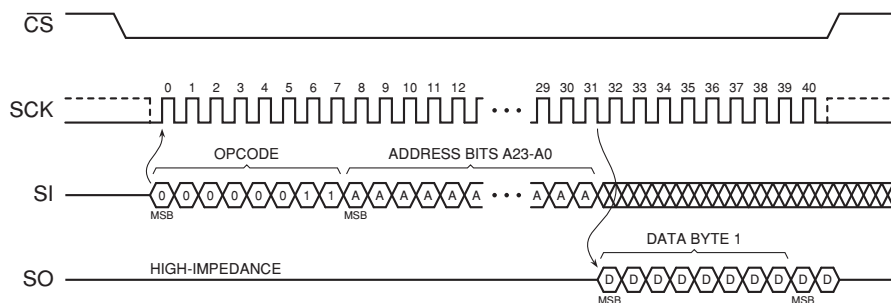 CS
0 1 2 3 4 5 6 7 8 9 10 11 12 29 30 31 32 33 34 35 36 37 38 39 40
SCK
OPCODE ADDRESS BITS A23-A0
SI 0 0 0 0 0 0 1 1 A A A A A A A A A
MSB MSB
DATA BYTE 1
SO HIGH-IMPEDANCE D D D D D D D D D D
MSB MSB